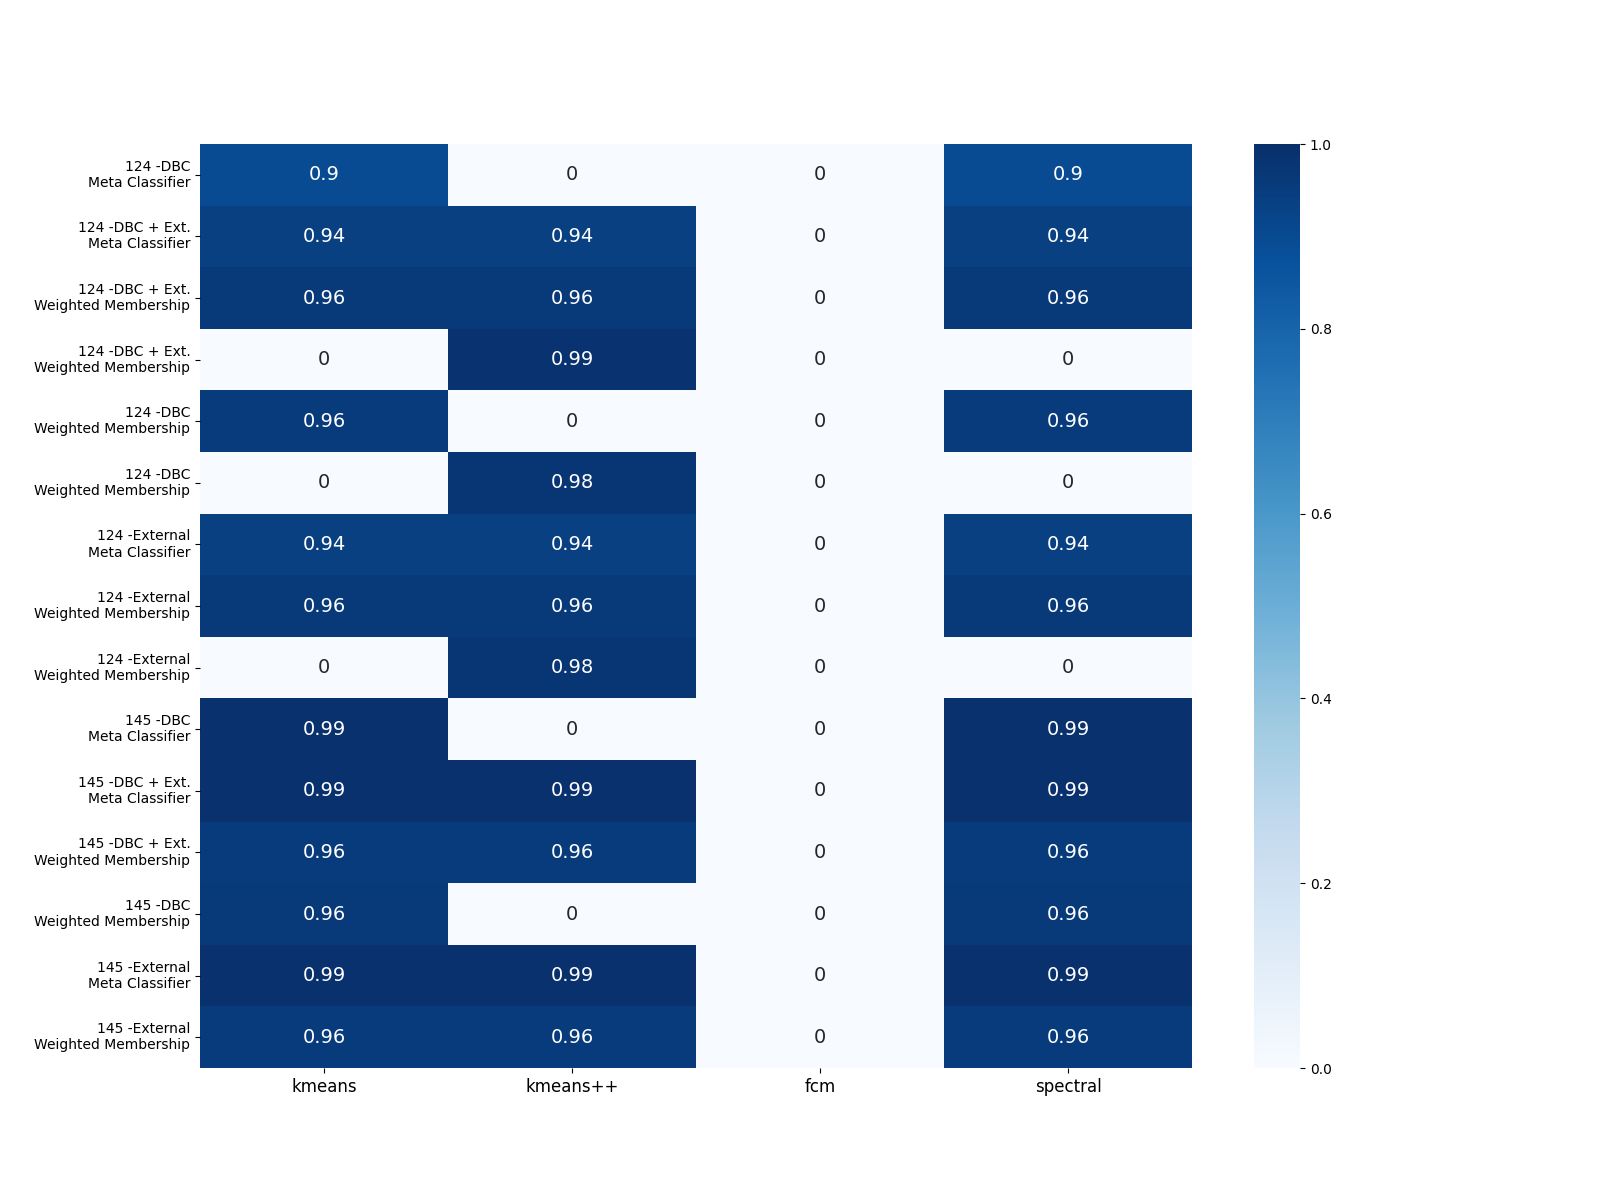 124 -DBC
Meta Classifier
0.9 0 0 0.9
124 -DBC + Ext.
Meta Classifier
0.94 0.94 0 0.94
124 -DBC + Ext.
Weighted Membership
0.96 0.96 0 0.96
124 -DBC + Ext.
Weighted Membership
0 0.99 0 0
124 -DBC
Weighted Membership
0.96 0 0 0.96
124 -DBC
Weighted Membership
0 0.98 0 0
124 -External
Meta Classifier
0.94 0.94 0 0.94
124 -External
Weighted Membership
0.96 0.96 0 0.96
124 -External
Weighted Membership
0 0.98 0 0
145 -DBC
Meta Classifier
0.99 0 0 0.99
145 -DBC + Ext.
Meta Classifier
0.99 0.99 0 0.99
145 -DBC + Ext.
Weighted Membership
0.96 0.96 0 0.96
145 -DBC
Weighted Membership
0.96 0 0 0.96
145 -External
Meta Classifier
0.99 0.99 0 0.99
145 -External
Weighted Membership
0.96 0.96 0 0.96
kmeans kmeans++ fcm spectral
1.0
0.8
0.6
0.4
0.2
0.0